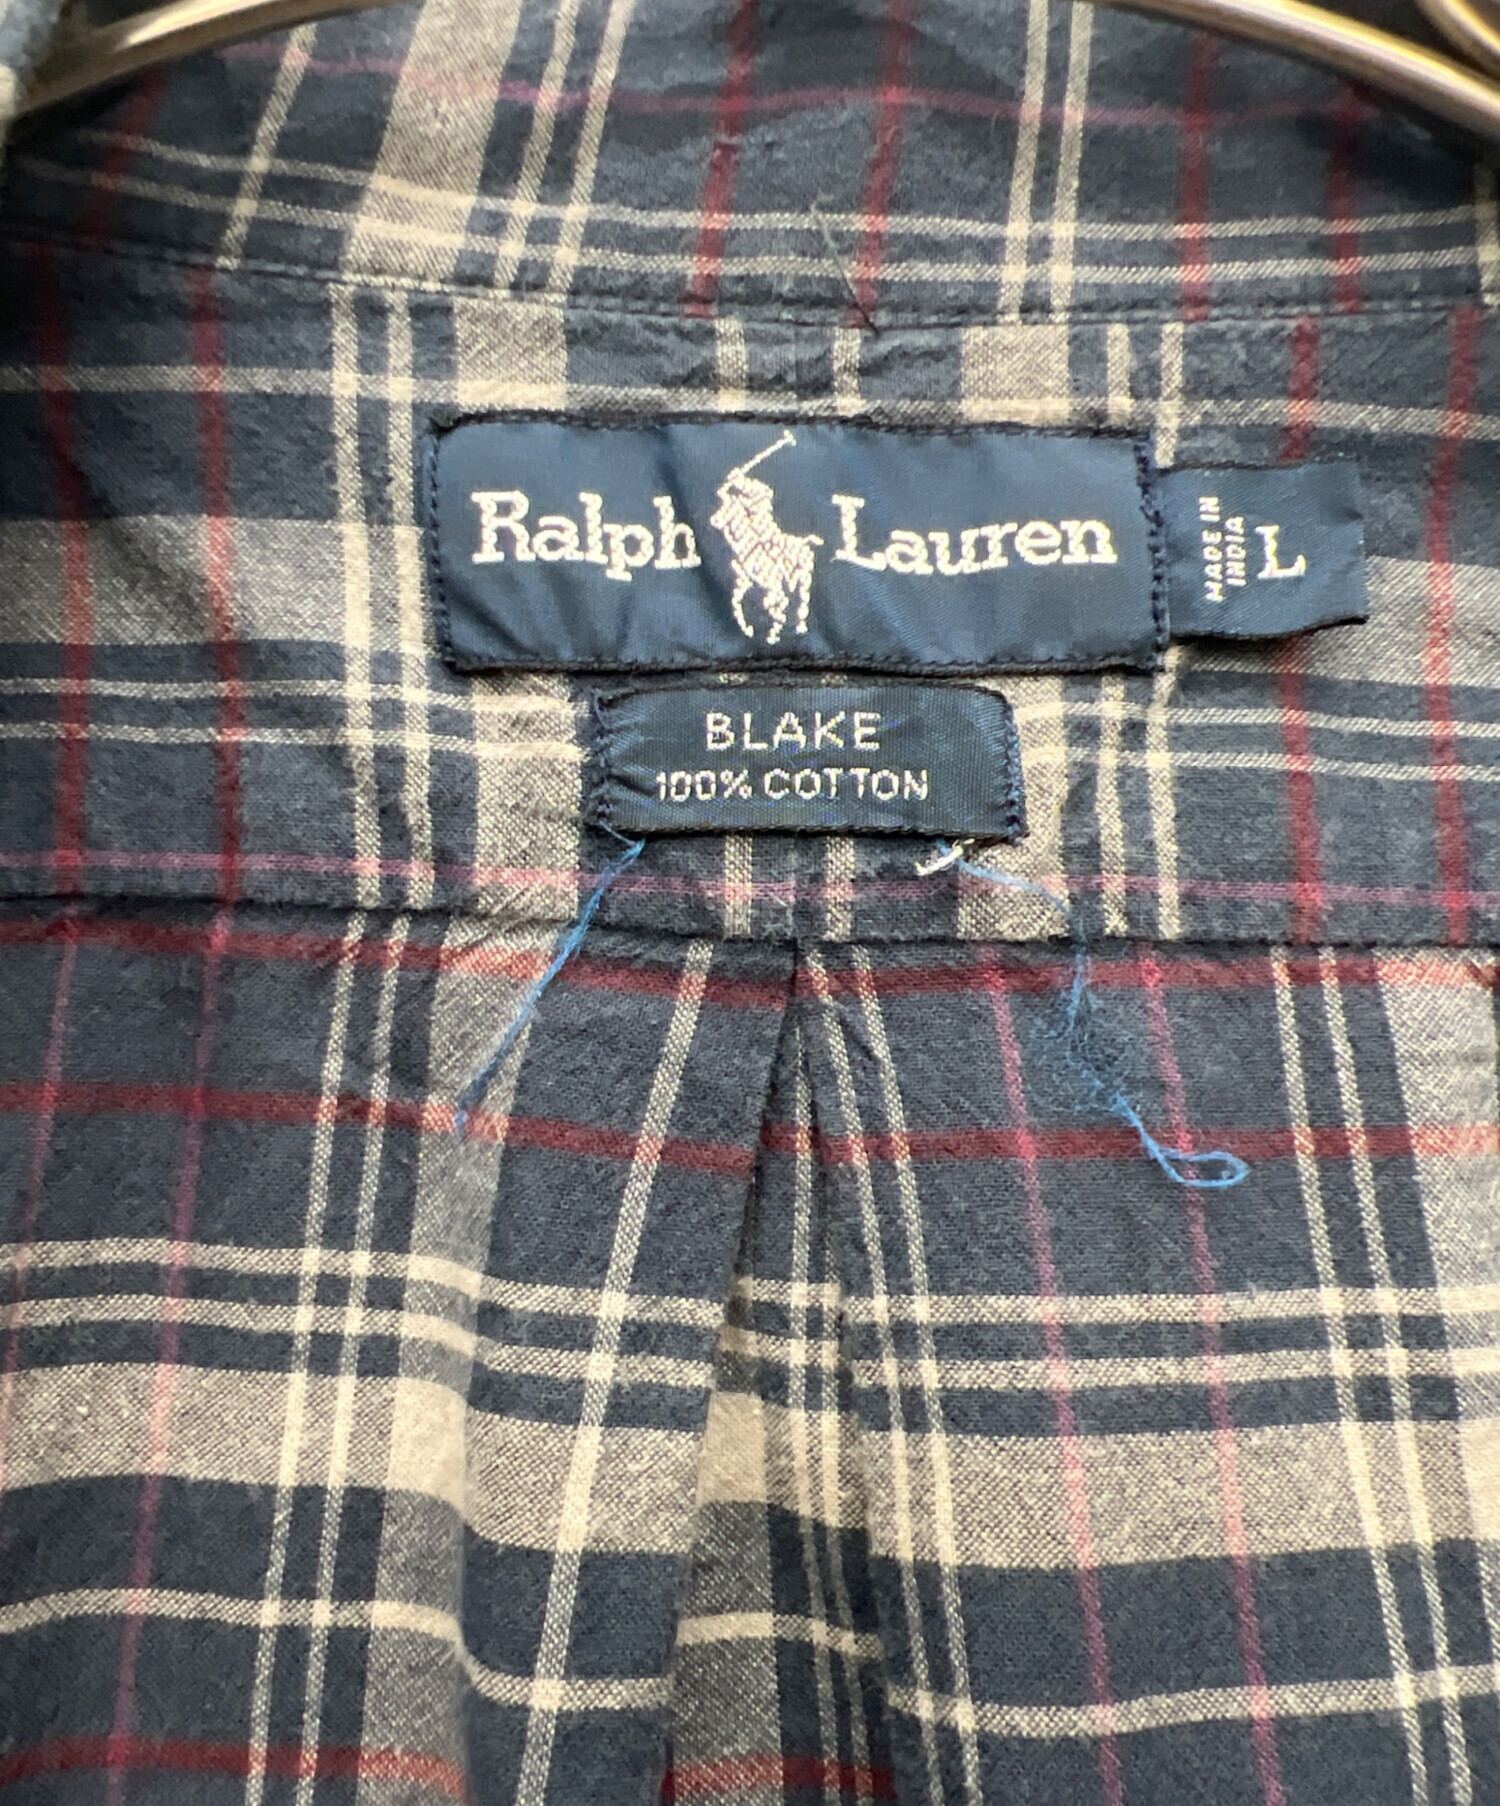 Ralph Lauren
MADE IN
INDIA
L
BLAKE
100% COTTON